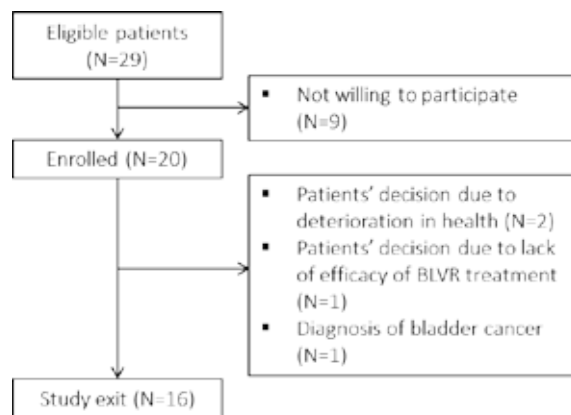 Eligible patients
(N=29)
▪ Not willing to participate
(N=9)
Enrolled (N=20)
▪ Patients' decision due to
deterioration in health (N=2)
▪ Patients' decision due to lack
of efficacy of BLVR treatment
(N=1)
▪ Diagnosis of bladder cancer
(N=1)
Study exit (N=16)